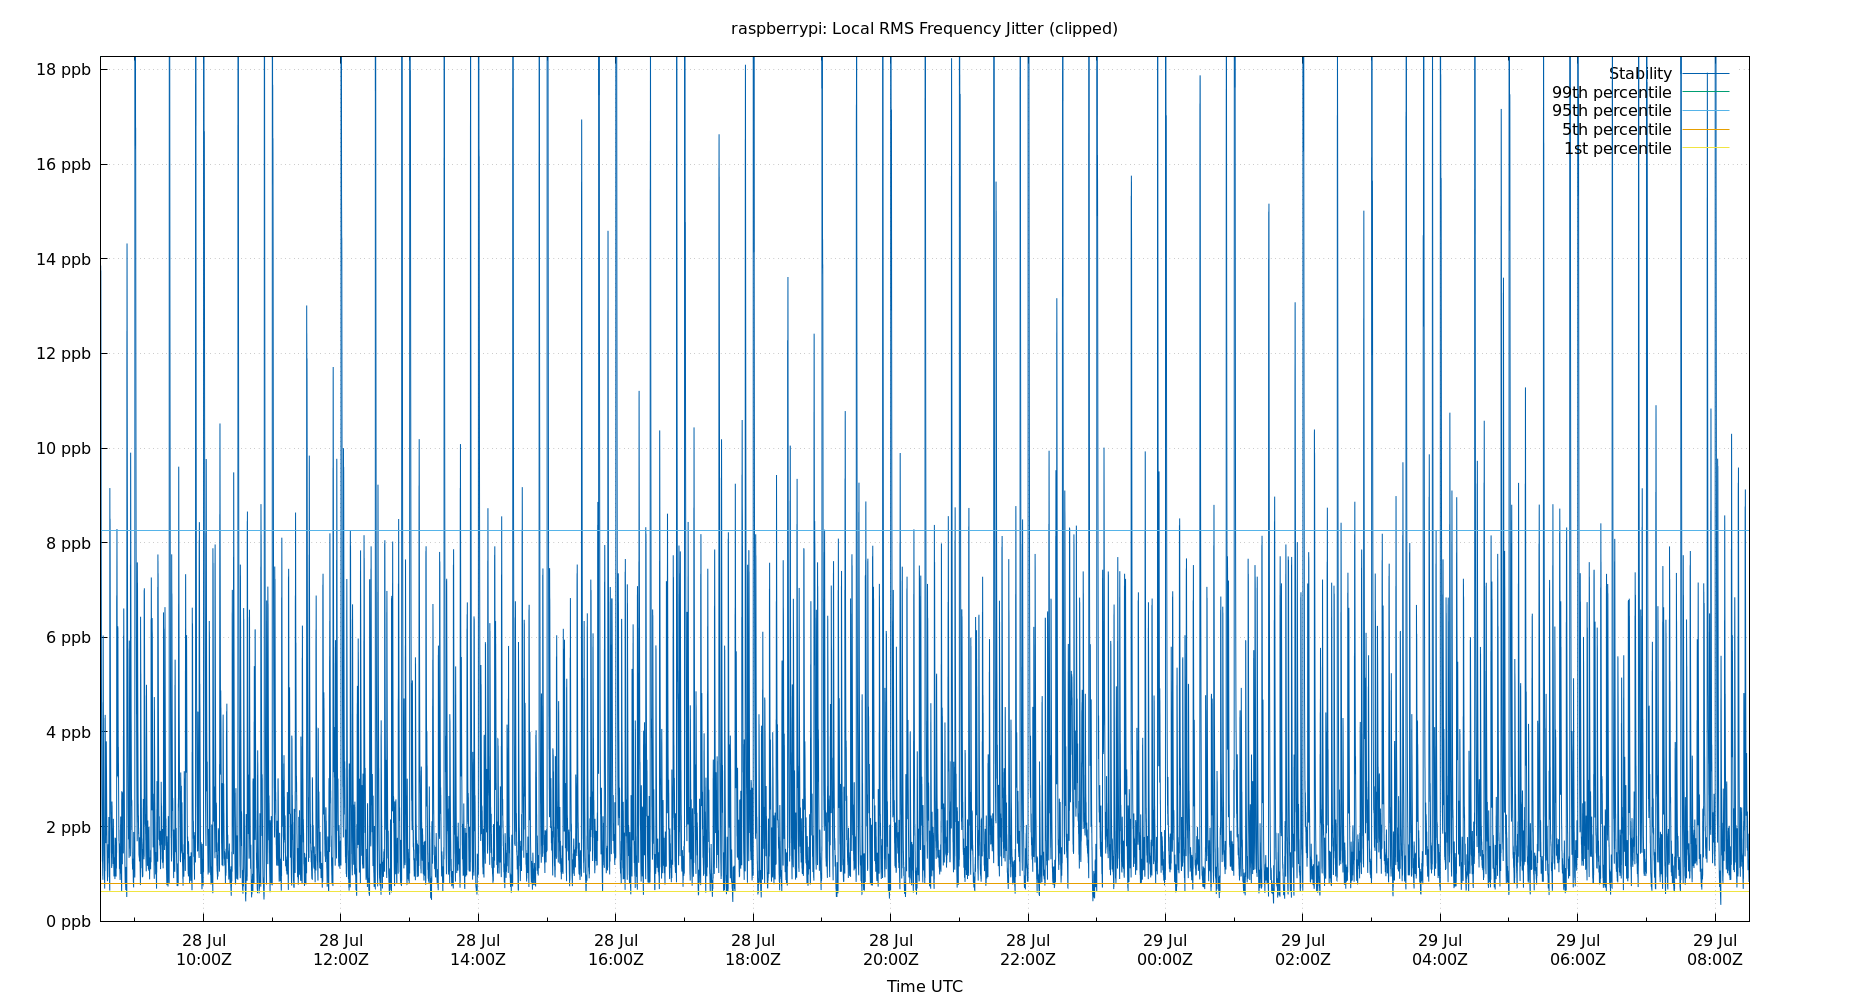 raspberrypi: Local RMS Frequency Jitter (clipped)
18 ppb
16 ppb
14 ppb
12 ppb
10 ppb
8 ppb
6 ppb
4 ppb
2 ppb
0 ppb
Stability
99th percentile
95th percentile
5th percentile
1st percentile
28 Jul 28 Jul 28 Jul 28 Jul 28 Jul 28 Jul 28 Jul 29 Jul 29 Jul 29 Jul 29 Jul 29 Jul
10:00Z 12:00Z 14:00Z 16:00Z 18:00Z 20:00Z 22:00Z 00:00Z 02:00Z 04:00Z 06:00Z 08:00Z
Time UTC